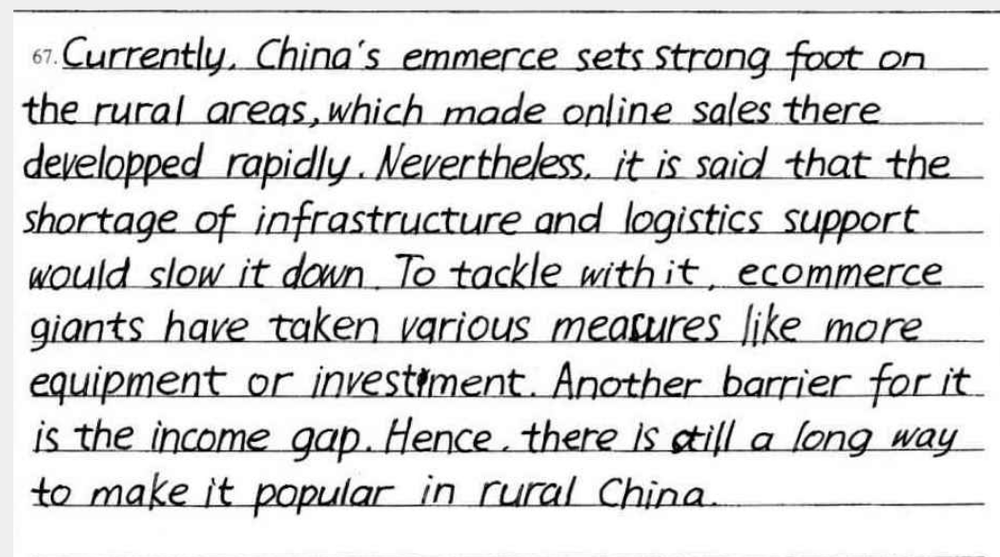 67. Currently, China's emmerce sets strong foot on
the rural areas, which made online sales there
developped rapidly. Nevertheless, it is said that the
shortage of infrastructure and logistics support
would slow it down. To tackle with it, ecommerce
giants have taken various measures like more
equipment or investment. Another barrier for it
is the income gap. Hence, there is still a long way
to make it popular in rural China.